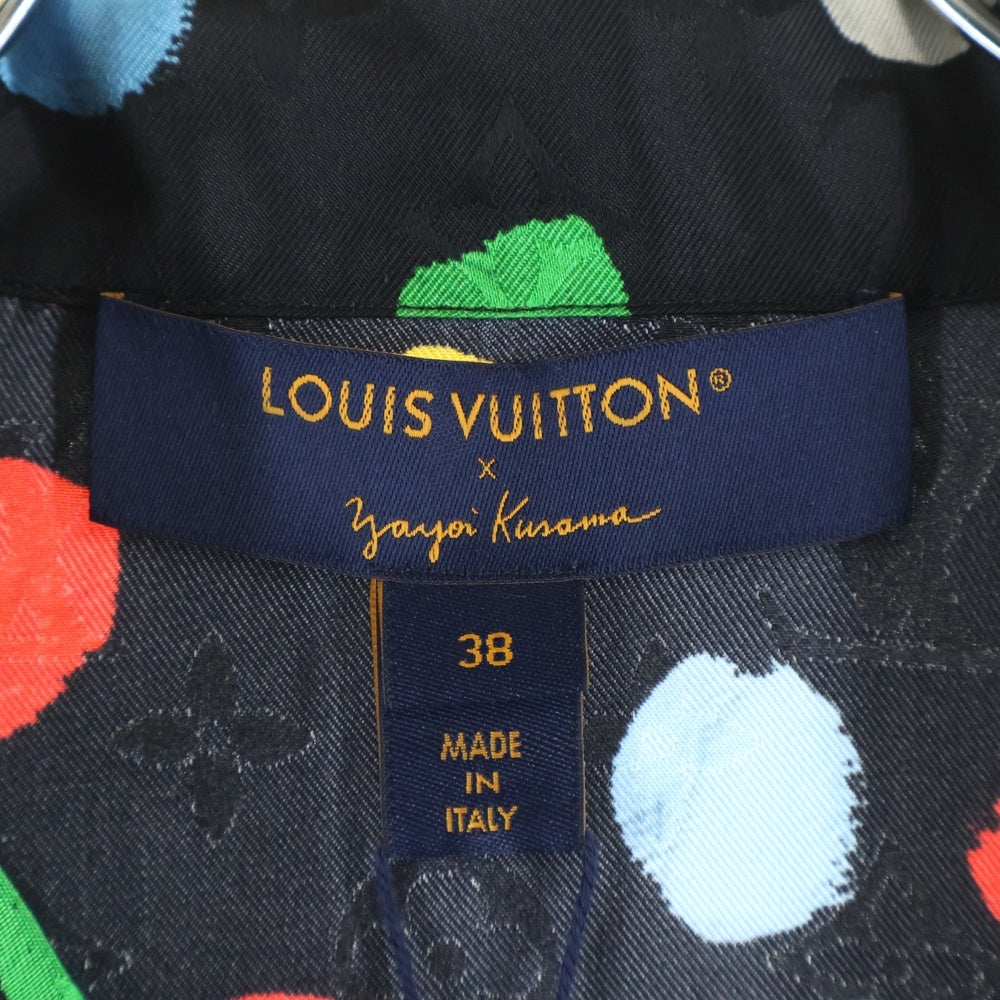 LOUIS VUITTON®
x
Yayoi Kusama
38
MADE
IN
ITALY